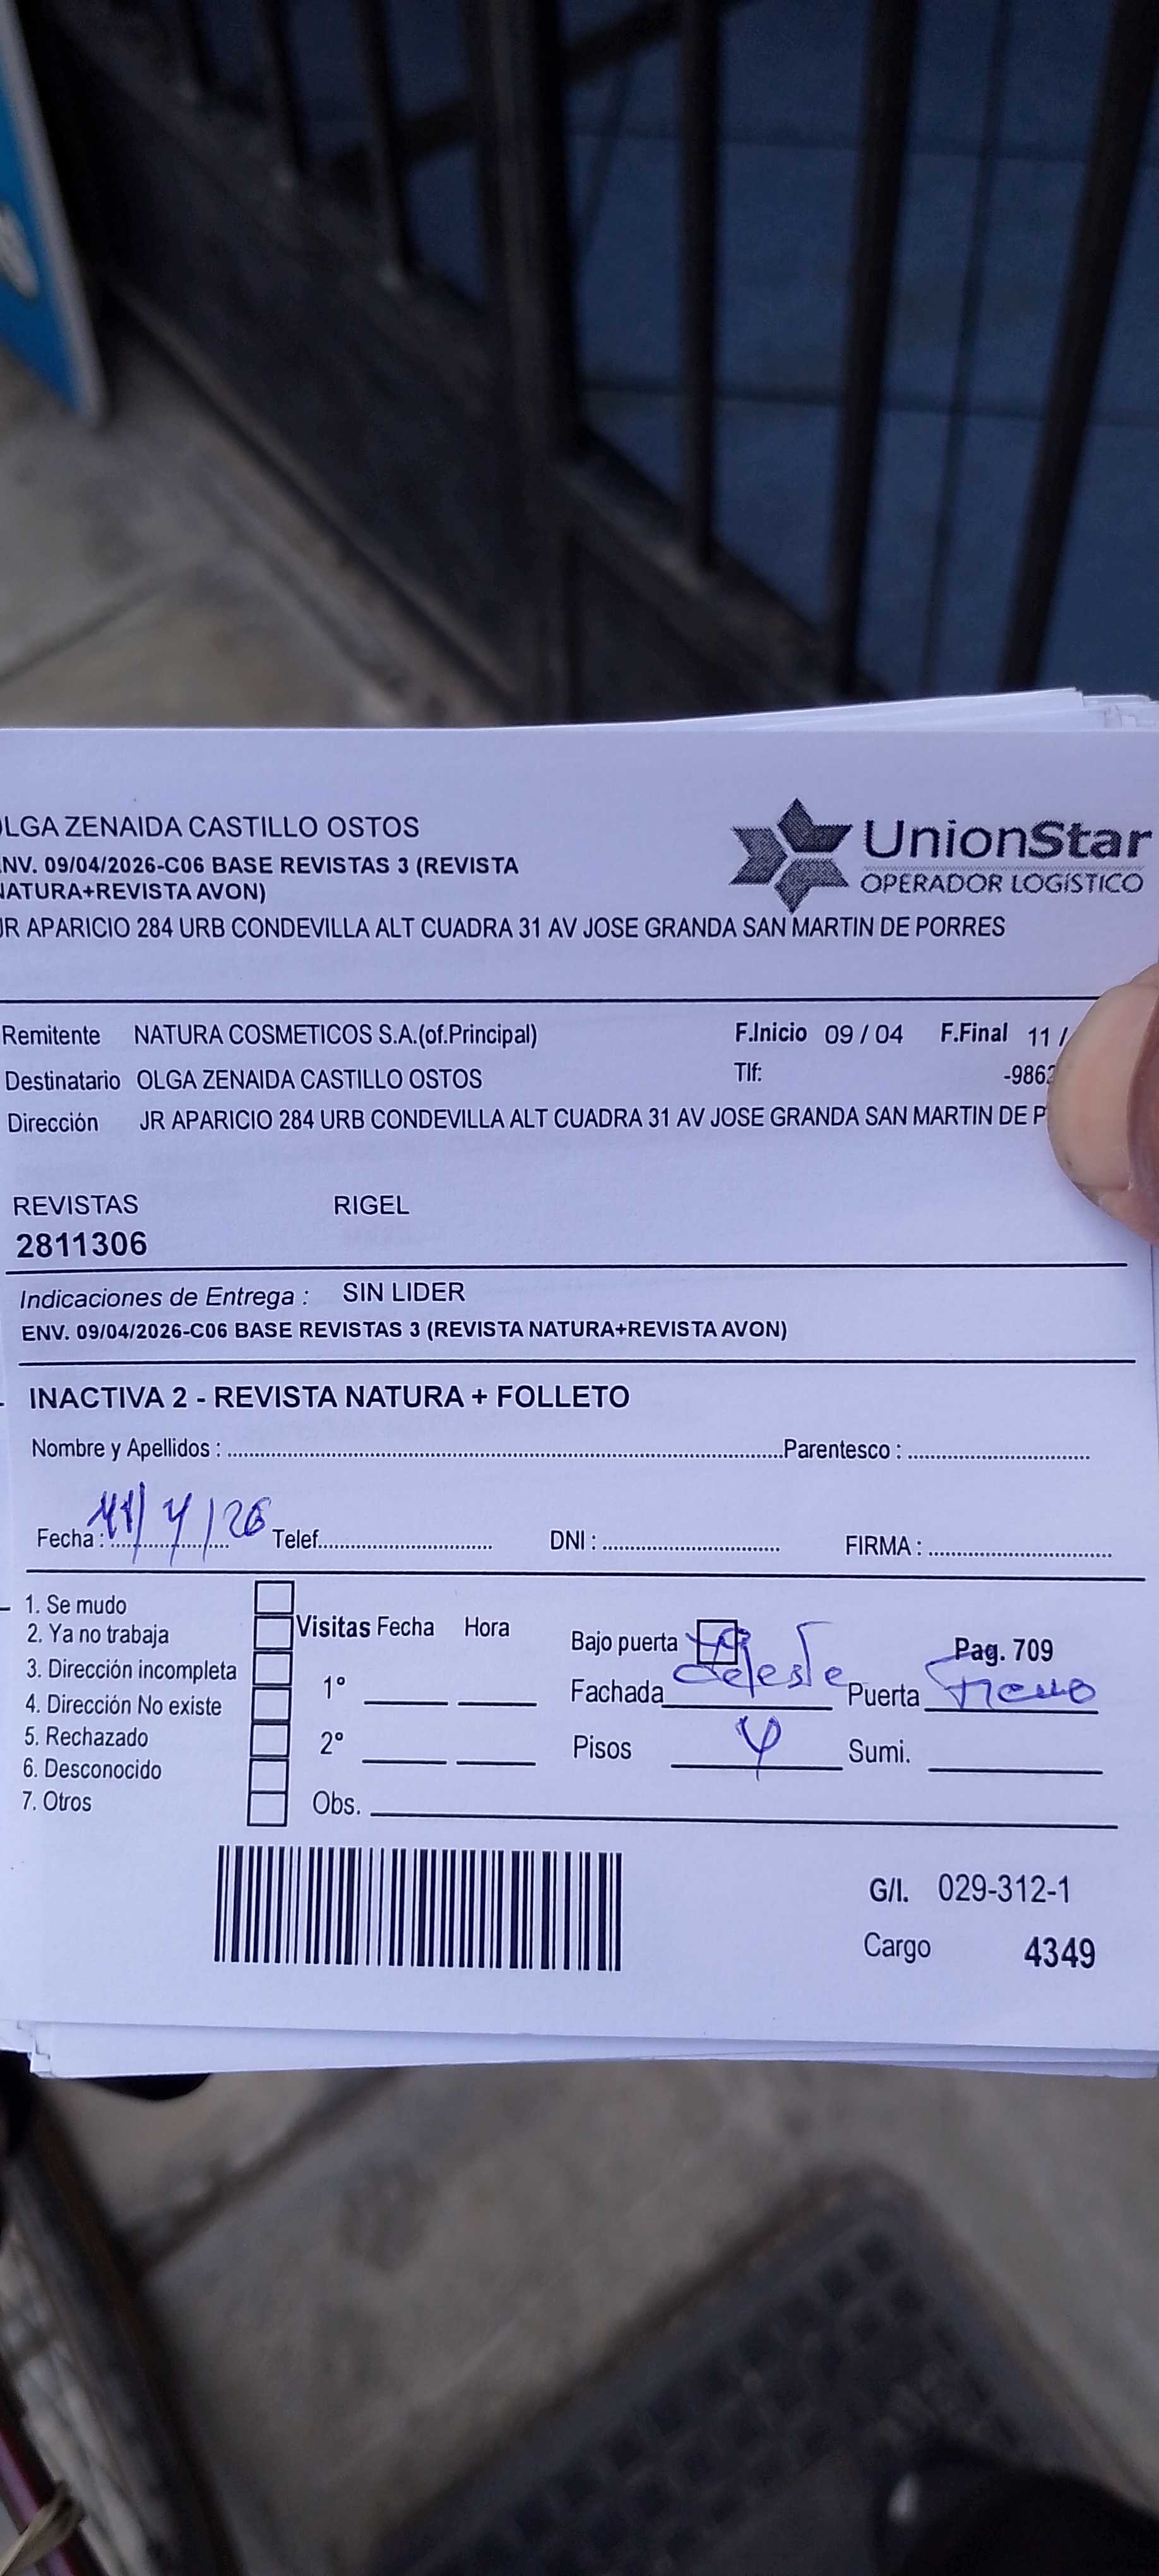 LGA ZENAIDA CASTILLO OSTOS
NV. 09/04/2026-C06 BASE REVISTAS 3 (REVISTA
NATURA+REVISTA AVON)
JR APARICIO 284 URB CONDEVILLA ALT CUADRA 31 AV JOSE GRANDA SAN MARTIN DE PORRES
UnionStar
OPERADOR LOGÍSTICO
Remitente NATURA COSMETICOS S.A.(of.Principal) F.Inicio 09 / 04 F.Final 11 /
Destinatario OLGA ZENAIDA CASTILLO OSTOS Tlf: -986
Dirección JR APARICIO 284 URB CONDEVILLA ALT CUADRA 31 AV JOSE GRANDA SAN MARTIN DE P
REVISTAS RIGEL
2811306
Indicaciones de Entrega : SIN LIDER
ENV. 09/04/2026-C06 BASE REVISTAS 3 (REVISTA NATURA+REVISTA AVON)
INACTIVA 2 - REVISTA NATURA + FOLLETO
Nombre y Apellidos : Parentesco :
Fecha : 11/4/26 Telef. DNI : FIRMA :
1. Se mudo
2. Ya no trabaja
3. Dirección incompleta
4. Dirección No existe
5. Rechazado
6. Desconocido
7. Otros
Visitas Fecha Hora
1°
2°
Obs.
Bajo puerta Pag. 709
Fachada celeste Puerta Fierro
Pisos 4 Sumi.
G/I. 029-312-1
Cargo 4349